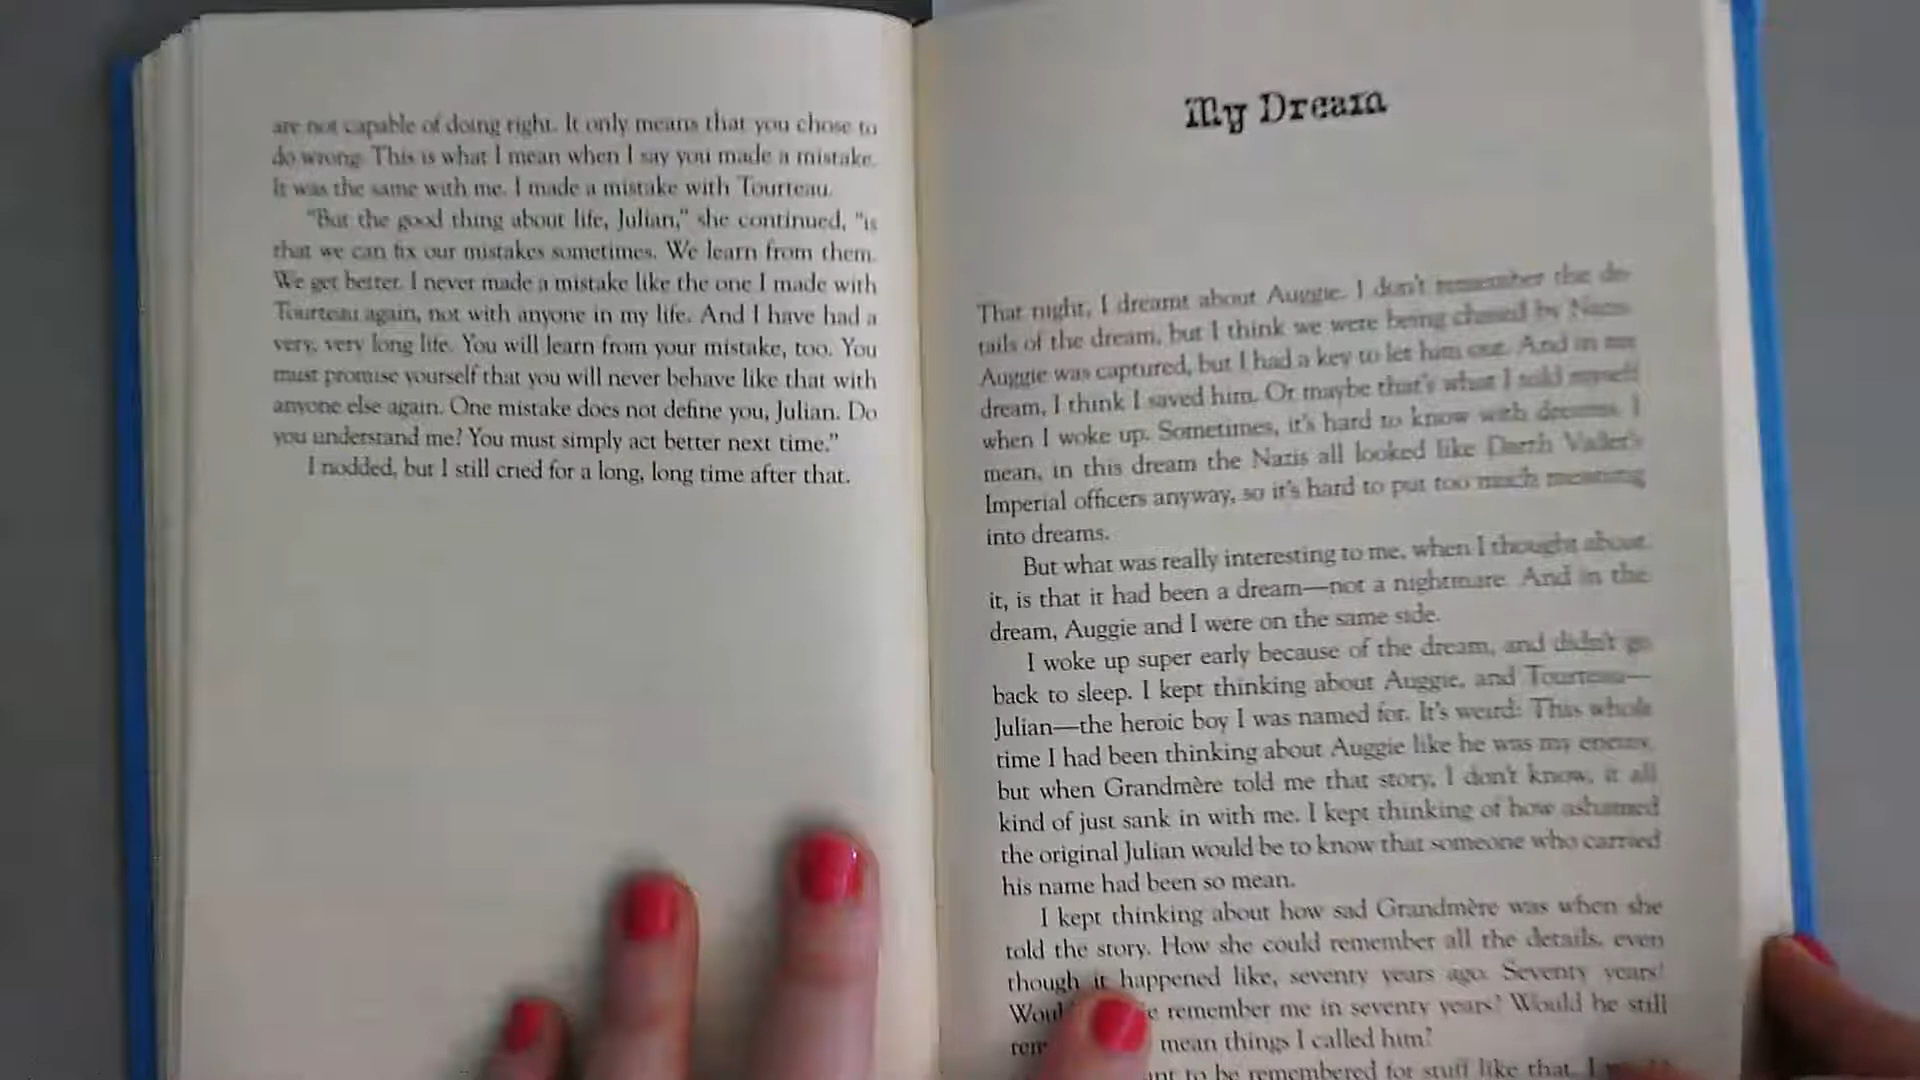 are not capable of doing right. It only means that you chose to
do wrong. This is what I mean when I say you made a mistake.
It was the same with me. I made a mistake with Tourteau.
"But the good thing about life, Julian," she continued, "is
that we can fix our mistakes sometimes. We learn from them.
We get better. I never made a mistake like the one I made with
Tourteau again, not with anyone in my life. And I have had a
very, very long life. You will learn from your mistake, too. You
must promise yourself that you will never behave like that with
anyone else again. One mistake does not define you, Julian. Do
you understand me? You must simply act better next time."
I nodded, but I still cried for a long, long time after that.
My Dream
That night, I dreamt about Auggie. I don't remember the de-
tails of the dream, but I think we were being chased by Nazis.
Auggie was captured, but I had a key to let him out. And in my
dream, I think I saved him. Or maybe that's what I told myself
when I woke up. Sometimes, it's hard to know with dreams. I
mean, in this dream the Nazis all looked like Darth Vader's
Imperial officers anyway, so it's hard to put too much meaning
into dreams.
But what was really interesting to me, when I thought about
it, is that it had been a dream—not a nightmare. And in the
dream, Auggie and I were on the same side.
I woke up super early because of the dream, and didn't go
back to sleep. I kept thinking about Auggie, and Tourteau—
Julian—the heroic boy I was named for. It's weird: This whole
time I had been thinking about Auggie like he was my enemy,
but when Grandmère told me that story, I don't know, it all
kind of just sank in with me. I kept thinking of how ashamed
the original Julian would be to know that someone who carried
his name had been so mean.
I kept thinking about how sad Grandmère was when she
told the story. How she could remember all the details, even
though it happened like, seventy years ago. Seventy years!
remember me in seventy years? Would he still
mean things I called him?
to be remembered for stuff like that. I